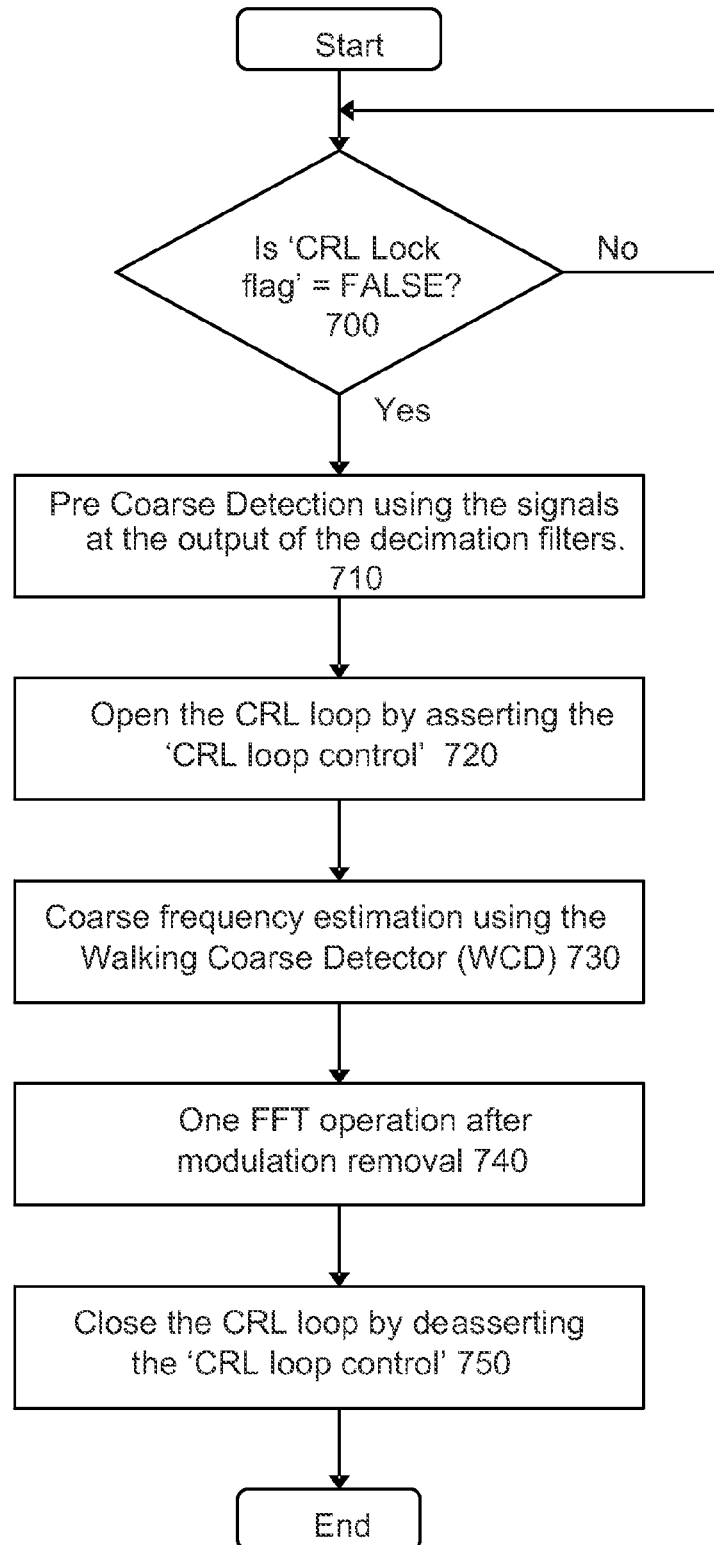 Start
Is ‘CRL Lock
flag’ = FALSE?
700
No
Yes
Pre Coarse Detection using the signals
at the output of the decimation filters.
710
Open the CRL loop by asserting the
‘CRL loop control’ 720
Coarse frequency estimation using the
Walking Coarse Detector (WCD) 730
One FFT operation after
modulation removal 740
Close the CRL loop by deasserting
the ‘CRL loop control’ 750
End